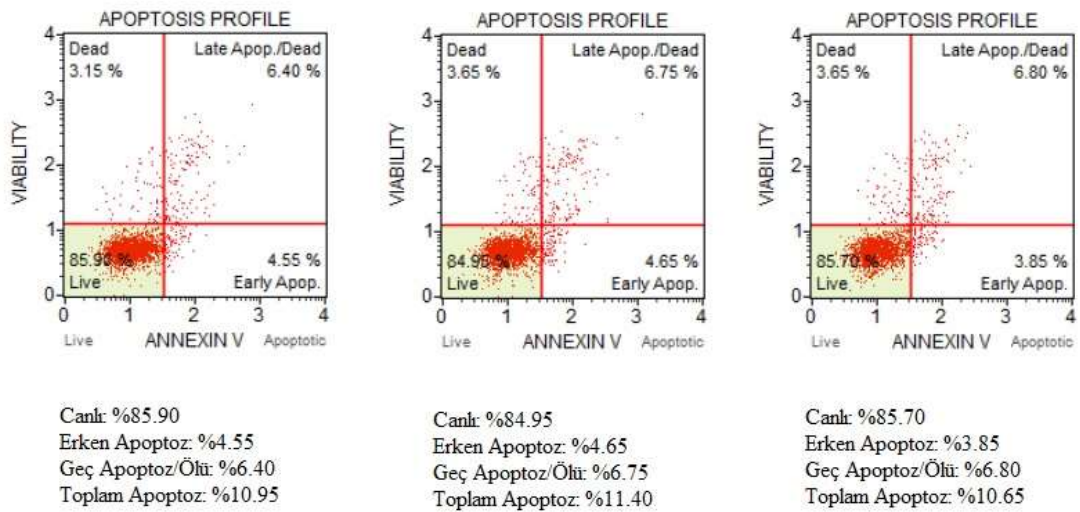 APOPTOSIS PROFILE
4
3
2
1
0
VIABILITY
Dead
3.15 %
Late Apop./Dead
6.40 %
85.90 %
Live
4.55 %
Early Apop.
0 1 2 3 4
Live ANNEXIN V Apoptotic
Canlı: %85.90
Erken Apoptoz: %4.55
Geç Apoptoz/Ölü: %6.40
Toplam Apoptoz: %10.95
APOPTOSIS PROFILE
4
3
2
1
0
VIABILITY
Dead
3.65 %
Late Apop./Dead
6.75 %
84.95 %
Live
4.65 %
Early Apop.
0 1 2 3 4
Live ANNEXIN V Apoptotic
Canlı: %84.95
Erken Apoptoz: %4.65
Geç Apoptoz/Ölü: %6.75
Toplam Apoptoz: %11.40
APOPTOSIS PROFILE
4
3
2
1
0
VIABILITY
Dead
3.65 %
Late Apop./Dead
6.80 %
85.70 %
Live
3.85 %
Early Apop.
0 1 2 3 4
Live ANNEXIN V Apoptotic
Canlı: %85.70
Erken Apoptoz: %3.85
Geç Apoptoz/Ölü: %6.80
Toplam Apoptoz: %10.65